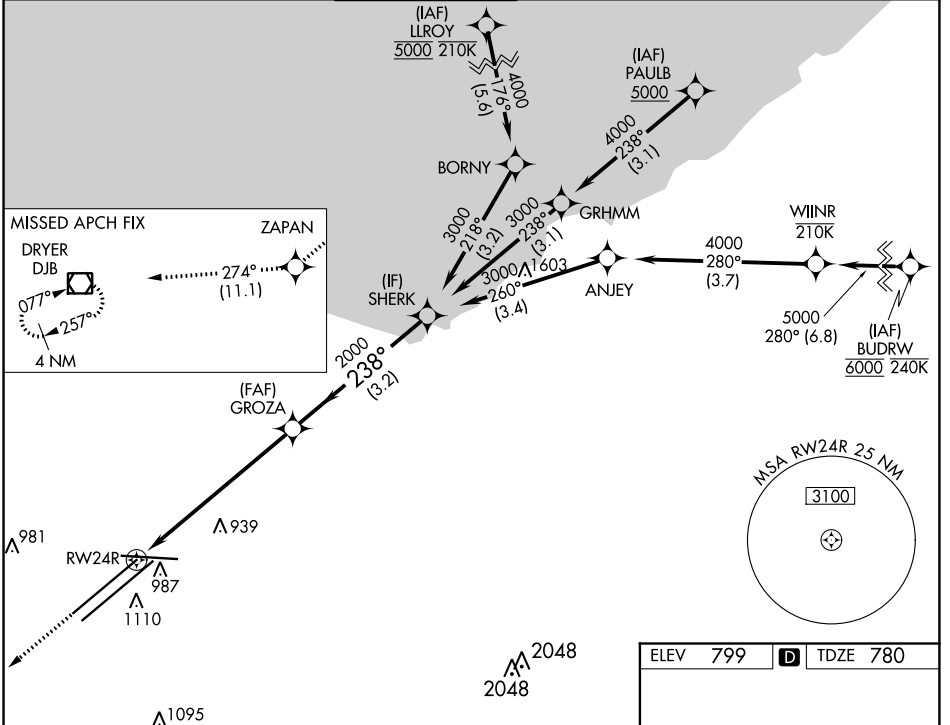 (IAF)
LLROY
5000 210K
4000
176°
(5.6)
(IAF)
PAULB
5000
4000
238°
(3.1)
BORNY
GRHMM
3000
218°
(3.2)
3000
238°
(3.1)
WIINR
210K
4000
280°
(3.7)
ANJEY
3000
260°
(3.4)
1603
5000
280° (6.8)
(IAF)
BUDRW
6000 240K
MISSED APCH FIX
DRYER
DJB
ZAPAN
274°
(11.1)
077°
257°
4 NM
(IF)
SHERK
2000
238°
(3.2)
(FAF)
GROZA
MSA RW24R 25 NM
3100
939
981
RW24R
987
1110
2048
2048
1095
ELEV 799 D TDZE 780